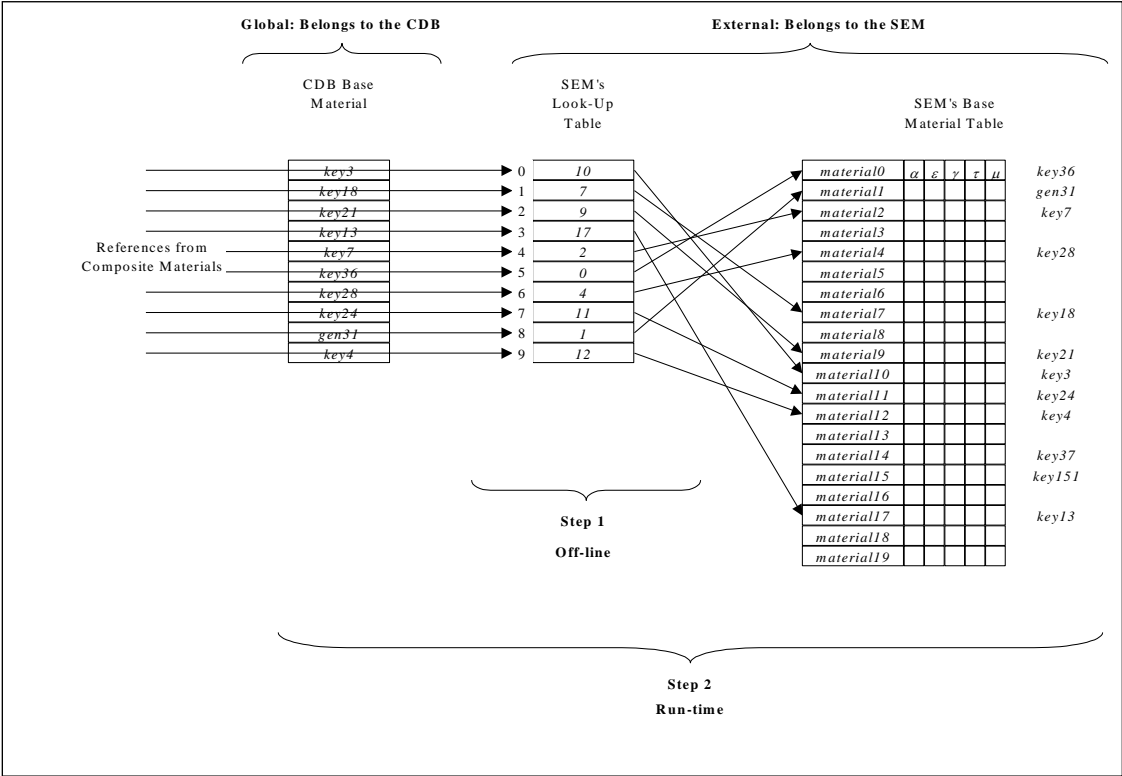 Global: Belongs to the CDB
External: Belongs to the SEM
CDB Base
Material
SEM's
Look-Up
Table
SEM's Base
Material Table
References from
Composite Materials
key3
key18
key21
key13
key7
key36
key28
key24
gen31
key4
0 10
1 7
2 9
3 17
4 2
5 0
6 4
7 11
8 1
9 12
material0 α ε γ τ μ key36
material1 gen31
material2 key7
material3
material4 key28
material5
material6
material7 key18
material8
material9 key21
material10 key3
material11 key24
material12 key4
material13
material14 key37
material15 key151
material16
material17 key13
material18
material19
Step 1
Off-line
Step 2
Run-time